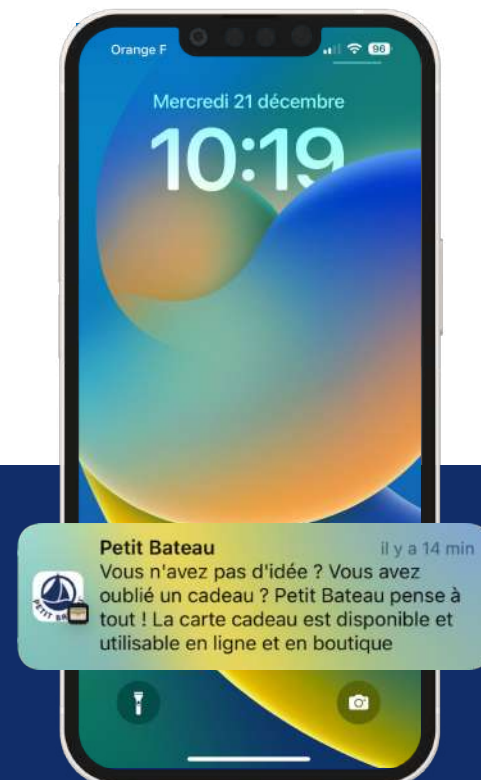 Orange F
96
Mercredi 21 décembre
10:19
Petit Bateau
il y a 14 min
Vous n'avez pas d'idée ? Vous avez
oublié un cadeau ? Petit Bateau pense à
tout ! La carte cadeau est disponible et
utilisable en ligne et en boutique